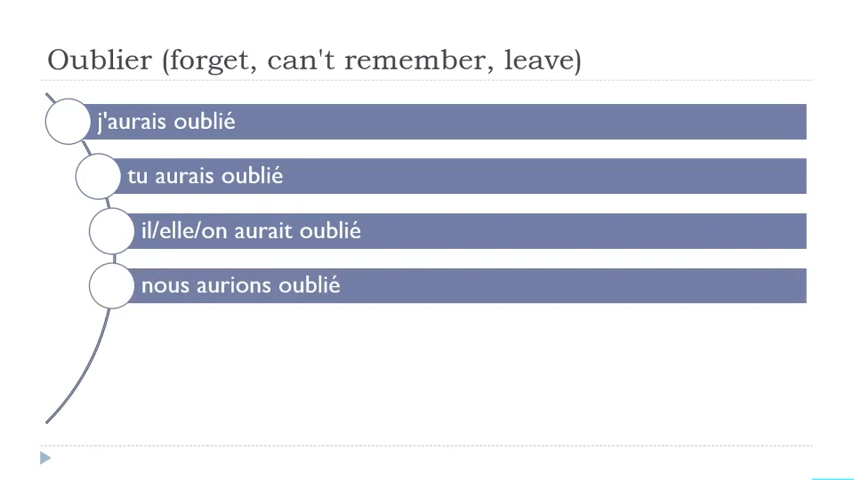 Oublier (forget, can't remember, leave)
j'aurais oublié
tu aurais oublié
il/elle/on aurait oublié
nous aurions oublié